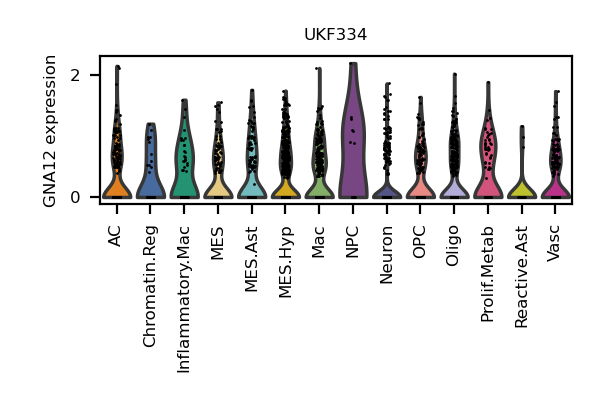 UKF334
GNA12 expression
2
0
AC
Chromatin.Reg
Inflammatory.Mac
MES
MES.Ast
MES.Hyp
Mac
NPC
Neuron
OPC
Oligo
Prolif.Metab
Reactive.Ast
Vasc